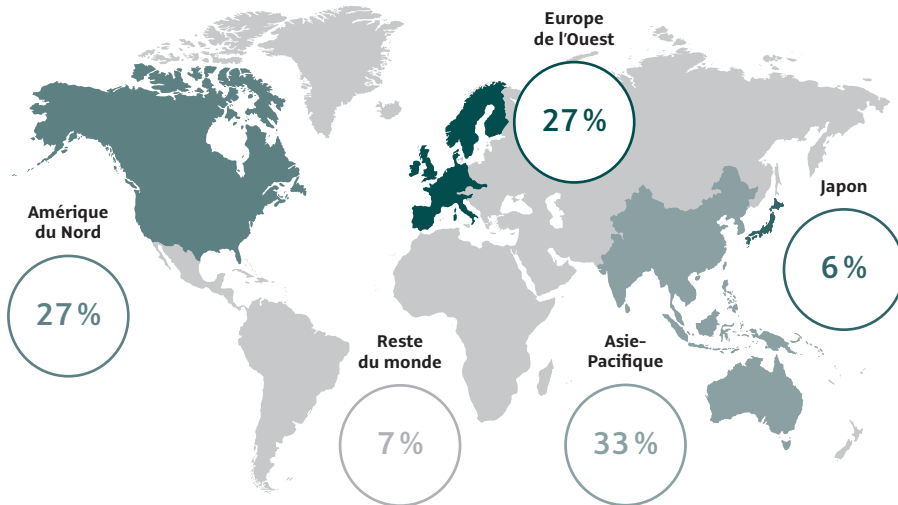 Europe
de l'Ouest
27 %
Japon
6 %
Amérique
du Nord
27 %
Reste
du monde
7 %
Asie-
Pacifique
33 %